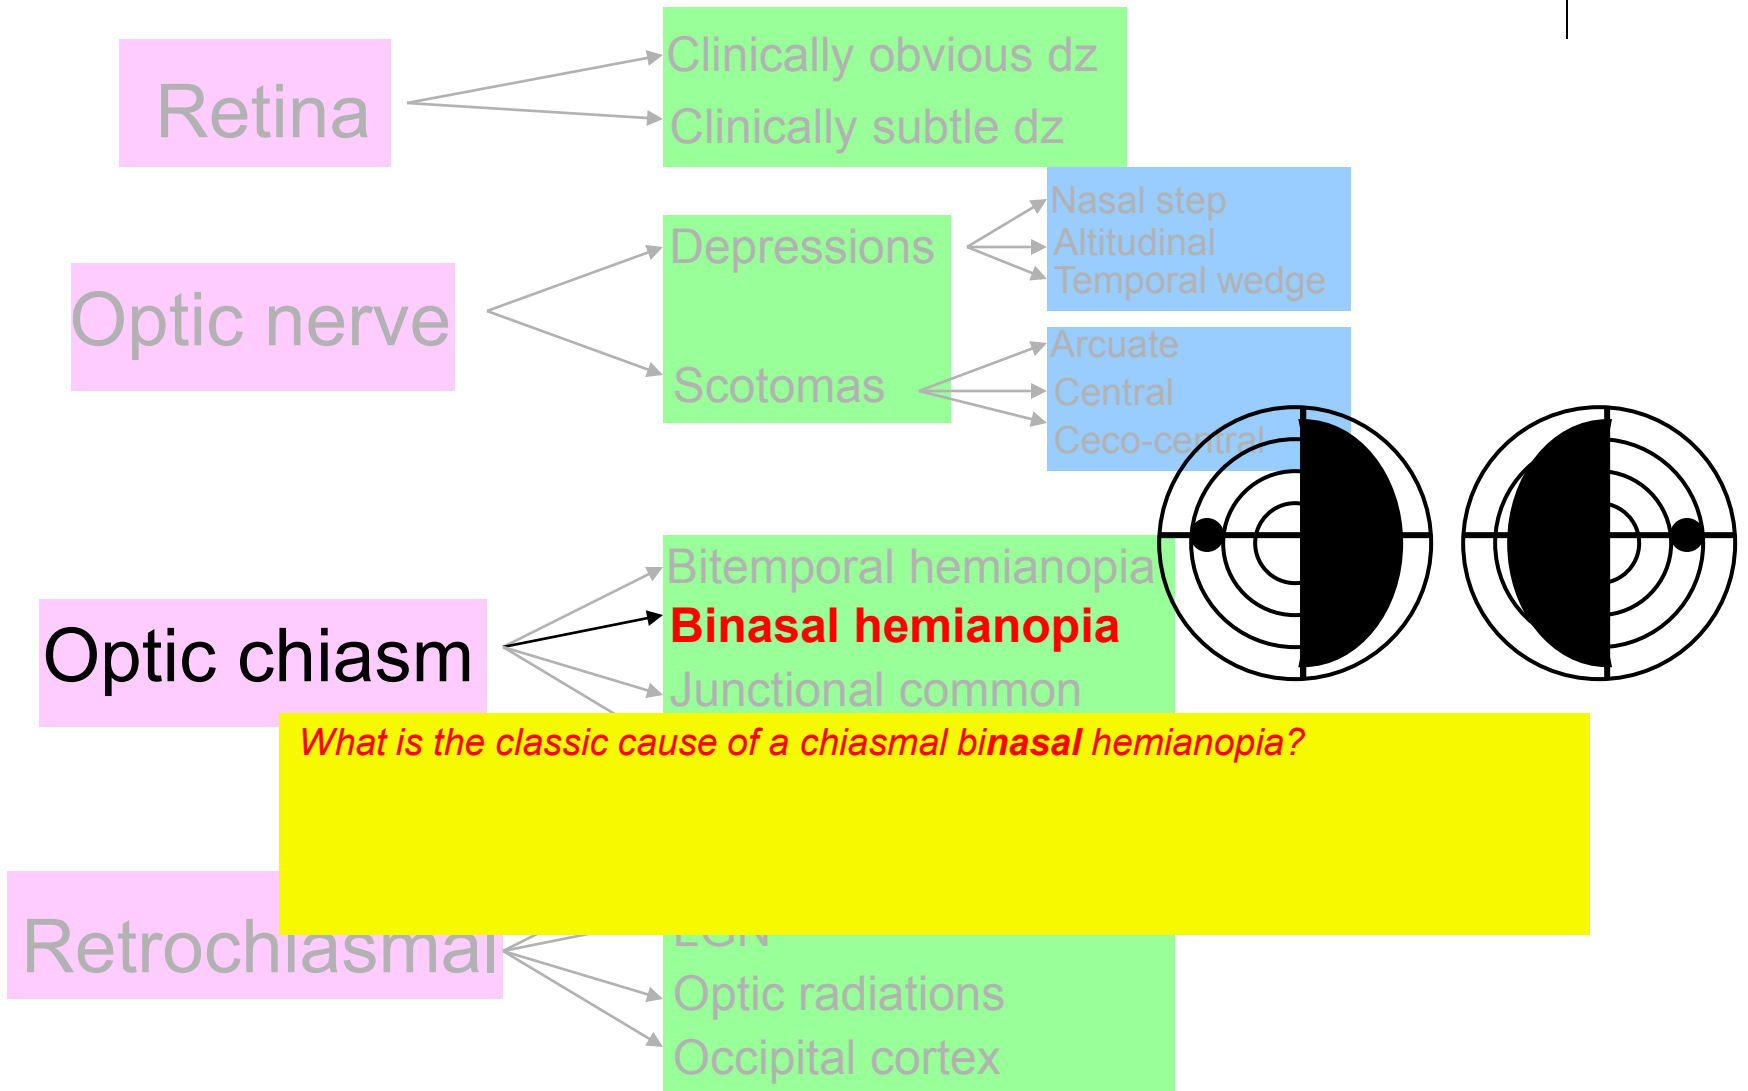 Retina
Clinically obvious dz
Clinically subtle dz
Optic nerve
Depressions
Nasal step
Altitudinal
Temporal wedge
Scotomas
Arcuate
Central
Ceco-central
Optic chiasm
Bitemporal hemianopia
Binasal hemianopia
Junctional common
What is the classic cause of a chiasmal binasal hemianopia?
Retrochiasmal
LGN
Optic radiations
Occipital cortex